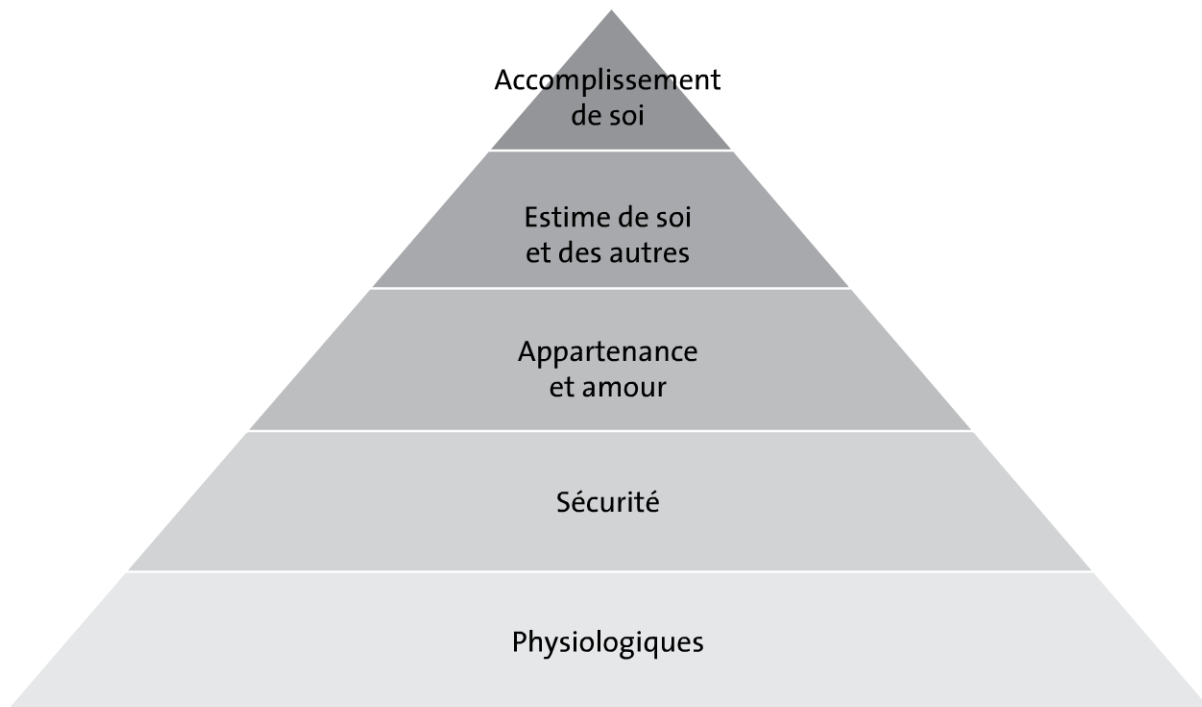 Accomplissement
de soi
Estime de soi
et des autres
Appartenance
et amour
Sécurité
Physiologiques